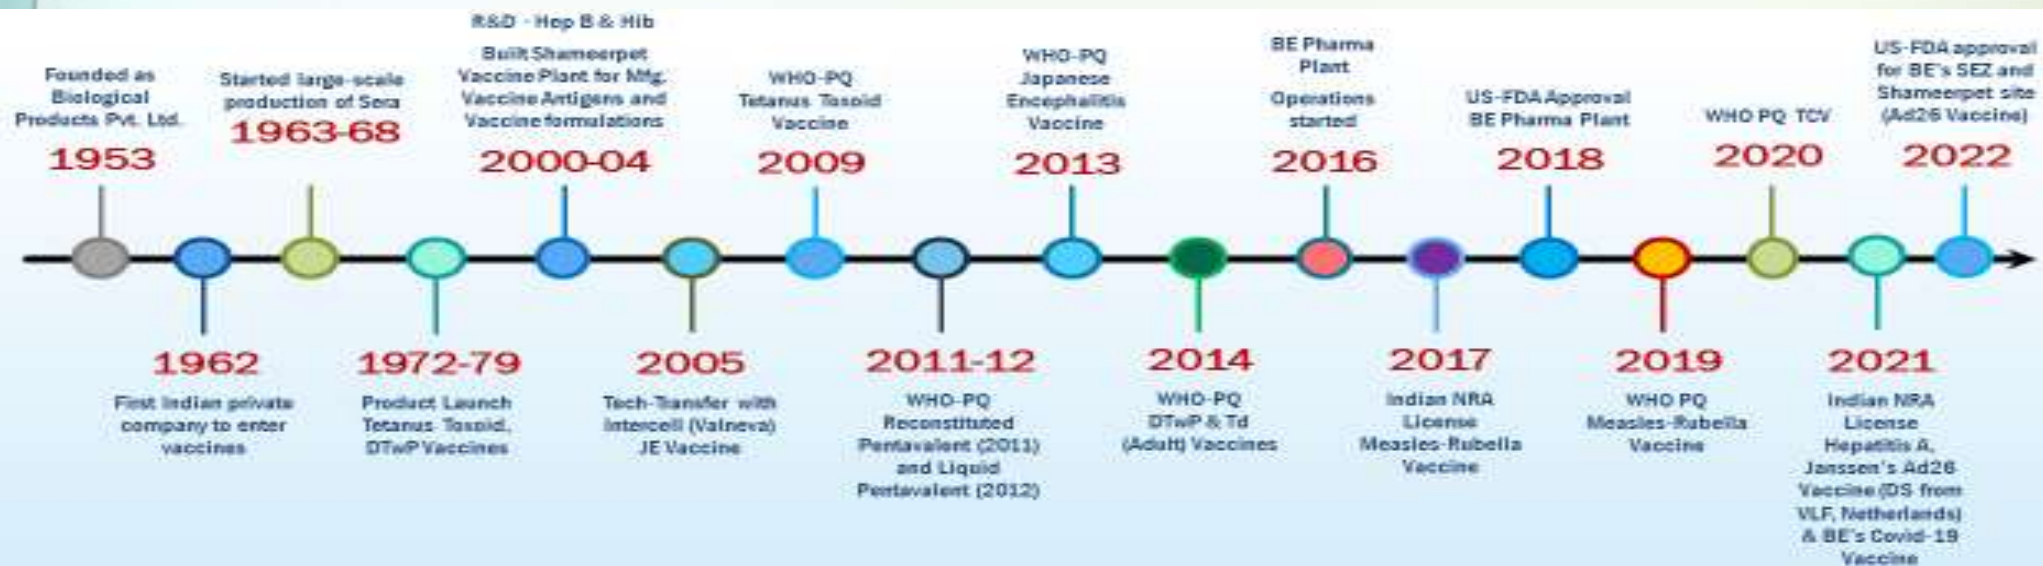 Founded as
Biological
Products Pvt. Ltd.
1953
Started large-scale
production of Sera
1963-68
R&D - Hep B & Hib
Built Shameerpet
Vaccine Plant for Mfg.
Vaccine Antigens and
Vaccine formulations
2000-04
WHO-PQ
Tetanus Toxoid
Vaccine
2009
WHO-PQ
Japanese
Encephalitis
Vaccine
2013
BE Pharma
Plant
Operations
started
2016
US-FDA Approval
BE Pharma Plant
2018
WHO PQ TCV
2020
US-FDA approval
for BE's SEZ and
Shameerpet site
(Ad26 Vaccine)
2022
1962
First Indian private
company to enter
vaccines
1972-79
Product Launch
Tetanus Toxoid,
DTwP Vaccines
2005
Tech-Transfer with
Intercell (Valneva)
JE Vaccine
2011-12
WHO-PQ
Reconstituted
Pentavalent (2011)
and Liquid
Pentavalent (2012)
2014
WHO-PQ
DTwP & Td
(Adult) Vaccines
2017
Indian NRA
License
Measles-Rubella
Vaccine
2019
WHO PQ
Measles-Rubella
Vaccine
2021
Indian NRA
License
Hepatitis A,
Janssen's Ad26
Vaccine (DS from
VLF, Netherlands)
& BE's Covid-19
Vaccine